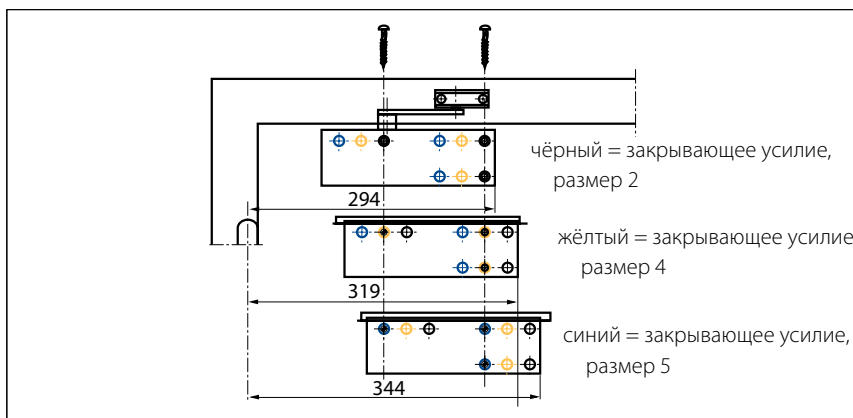 чёрный = закрывающее усилие,
размер 2
294
жёлтый = закрывающее усилие
размер 4
319
синий = закрывающее усилие,
размер 5
344